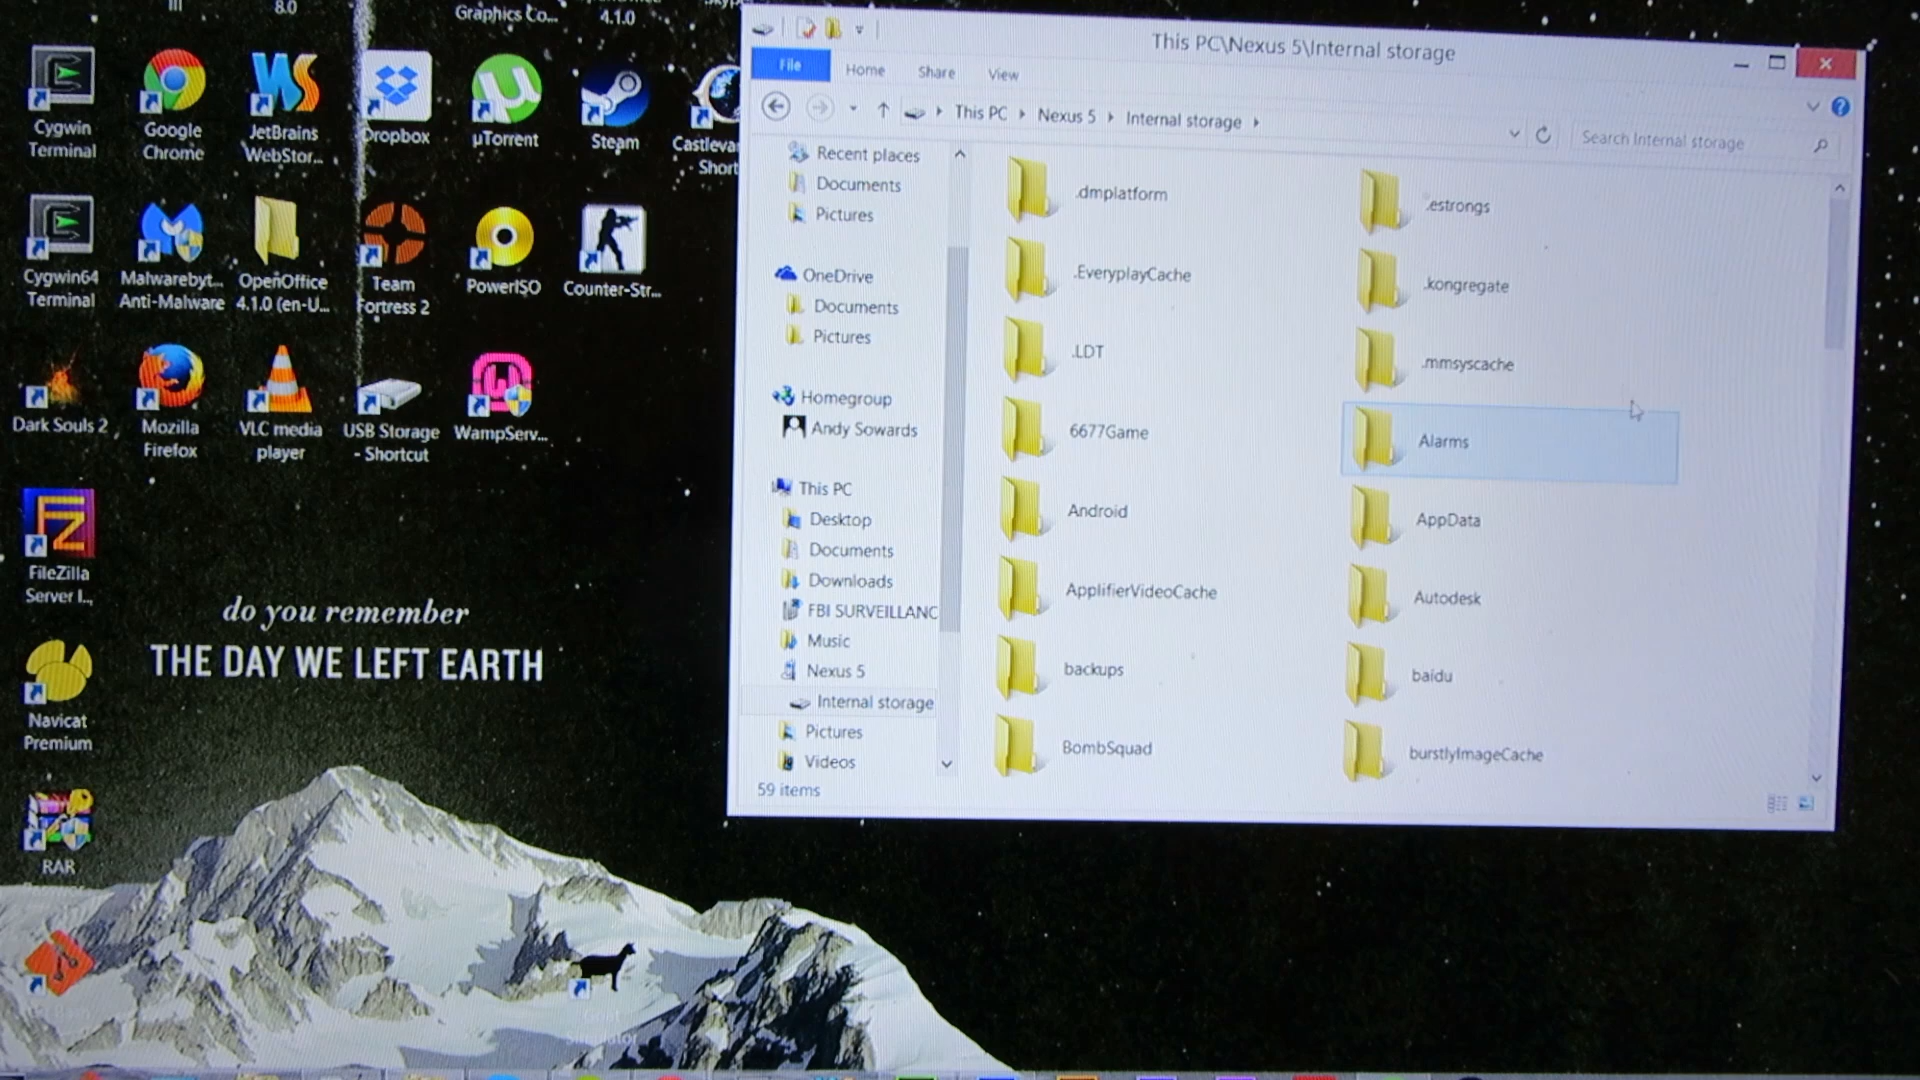 8.0
Graphics Co...
4.1.0
Cygwin
Terminal
Google
Chrome
JetBrains
WebStor...
Dropbox
µTorrent
Steam
Castleva
Short
Cygwin64
Terminal
Malwarebyt...
Anti-Malware
OpenOffice
4.1.0 (en-U...
Team
Fortress 2
PowerISO
Counter-Str...
Dark Souls 2
Mozilla
Firefox
VLC media
player
USB Storage
- Shortcut
WampServ...
FileZilla
Server I...
Navicat
Premium
RAR
do you remember
THE DAY WE LEFT EARTH
This PC\Nexus 5\Internal storage
File
Home
Share
View
This PC
Nexus 5
Internal storage
Search Internal storage
Recent places
Documents
Pictures
OneDrive
Documents
Pictures
Homegroup
Andy Sowards
This PC
Desktop
Documents
Downloads
FBI SURVEILLANC
Music
Nexus 5
Internal storage
Pictures
Videos
.dmplatform
.estrongs
.EveryplayCache
.kongregate
.LDT
.mmsyscache
6677Game
Alarms
Android
AppData
ApplifierVideoCache
Autodesk
backups
baidu
BombSquad
burstlyImageCache
59 items